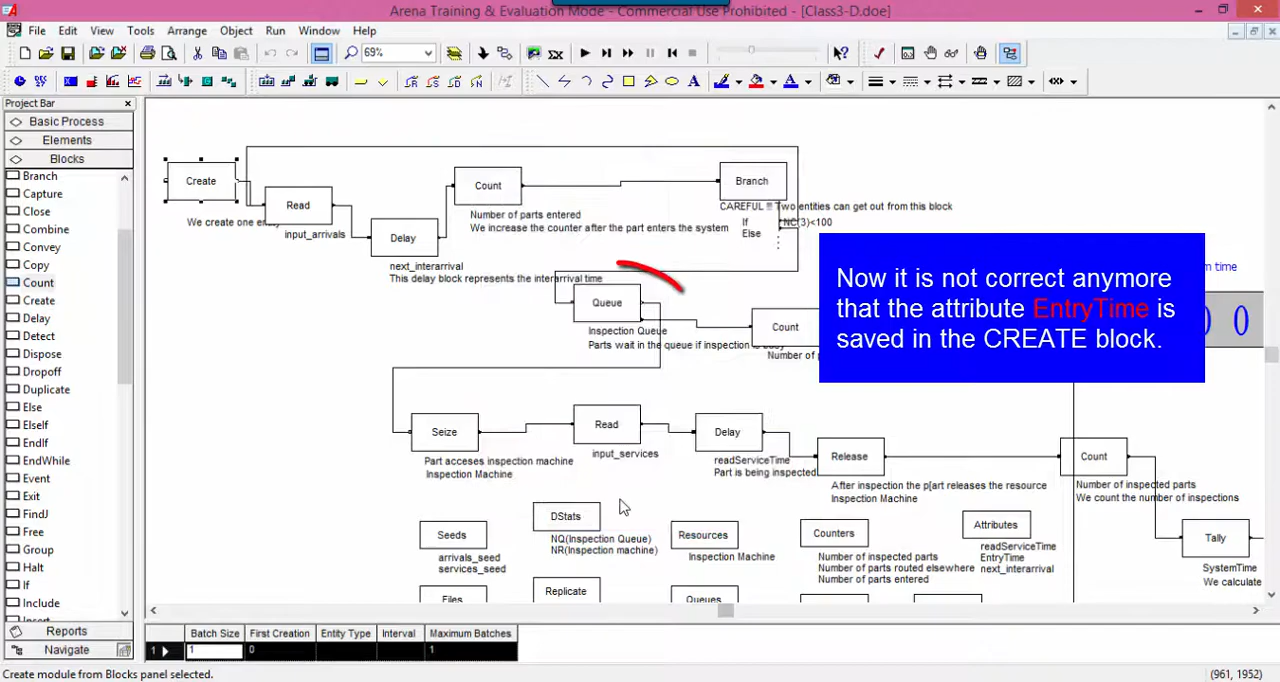 Arena Training & Evaluation Mode - Commercial Use Prohibited - [Class3-D.doe]
File Edit View Tools Arrange Object Run Window Help
69%
Project Bar
Basic Process
Elements
Blocks
Branch
Capture
Close
Combine
Convey
Copy
Count
Create
Delay
Detect
Dispose
Dropoff
Duplicate
Else
ElseIf
EndIf
EndWhile
Event
Exit
FindJ
Free
Group
Halt
If
Include
Insert
Reports
Navigate
Create
We create one
Read
input_arrivals
Delay
next_interarrival
This delay block represents the interarrival time
Count
Number of parts entered
We increase the counter after the part enters the system
Branch
CAREFUL !! Two entities can get out from this block
If NC(3)<100
Else
Now it is not correct anymore
that the attribute EntryTime is
saved in the CREATE block.
time
0
Queue
Inspection Queue
Parts wait in the queue if inspection is busy
Count
Number of
Seize
Part acceses inspection machine
Inspection Machine
Read
input_services
Delay
readServiceTime
Part is being inspected
Release
After inspection the p[art releases the resource
Inspection Machine
Count
Number of inspected parts
We count the number of inspections
Tally
SystemTime
We calculate
Seeds
arrivals_seed
services_seed
DStats
NQ(Inspection Queue)
NR(Inspection machine)
Resources
Inspection Machine
Counters
Number of inspected parts
Number of parts routed elsewhere
Number of parts entered
Attributes
readServiceTime
EntryTime
next_interarrival
Files
Replicate
Queues
Batch Size First Creation Entity Type Interval Maximum Batches
1 1 0 1
Create module from Blocks panel selected.
(961, 1952)